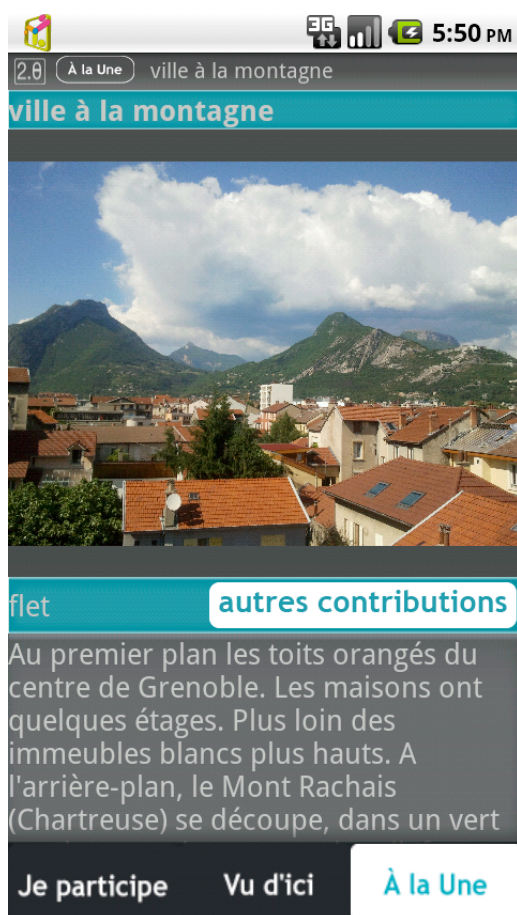 3G 5:50 PM
2.0 À la Une ville à la montagne
ville à la montagne
flet autres contributions
Au premier plan les toits orangés du
centre de Grenoble. Les maisons ont
quelques étages. Plus loin des
immeubles blancs plus hauts. A
l'arrière-plan, le Mont Rachais
(Chartreuse) se découpe, dans un vert
Je participe Vu d'ici À la Une